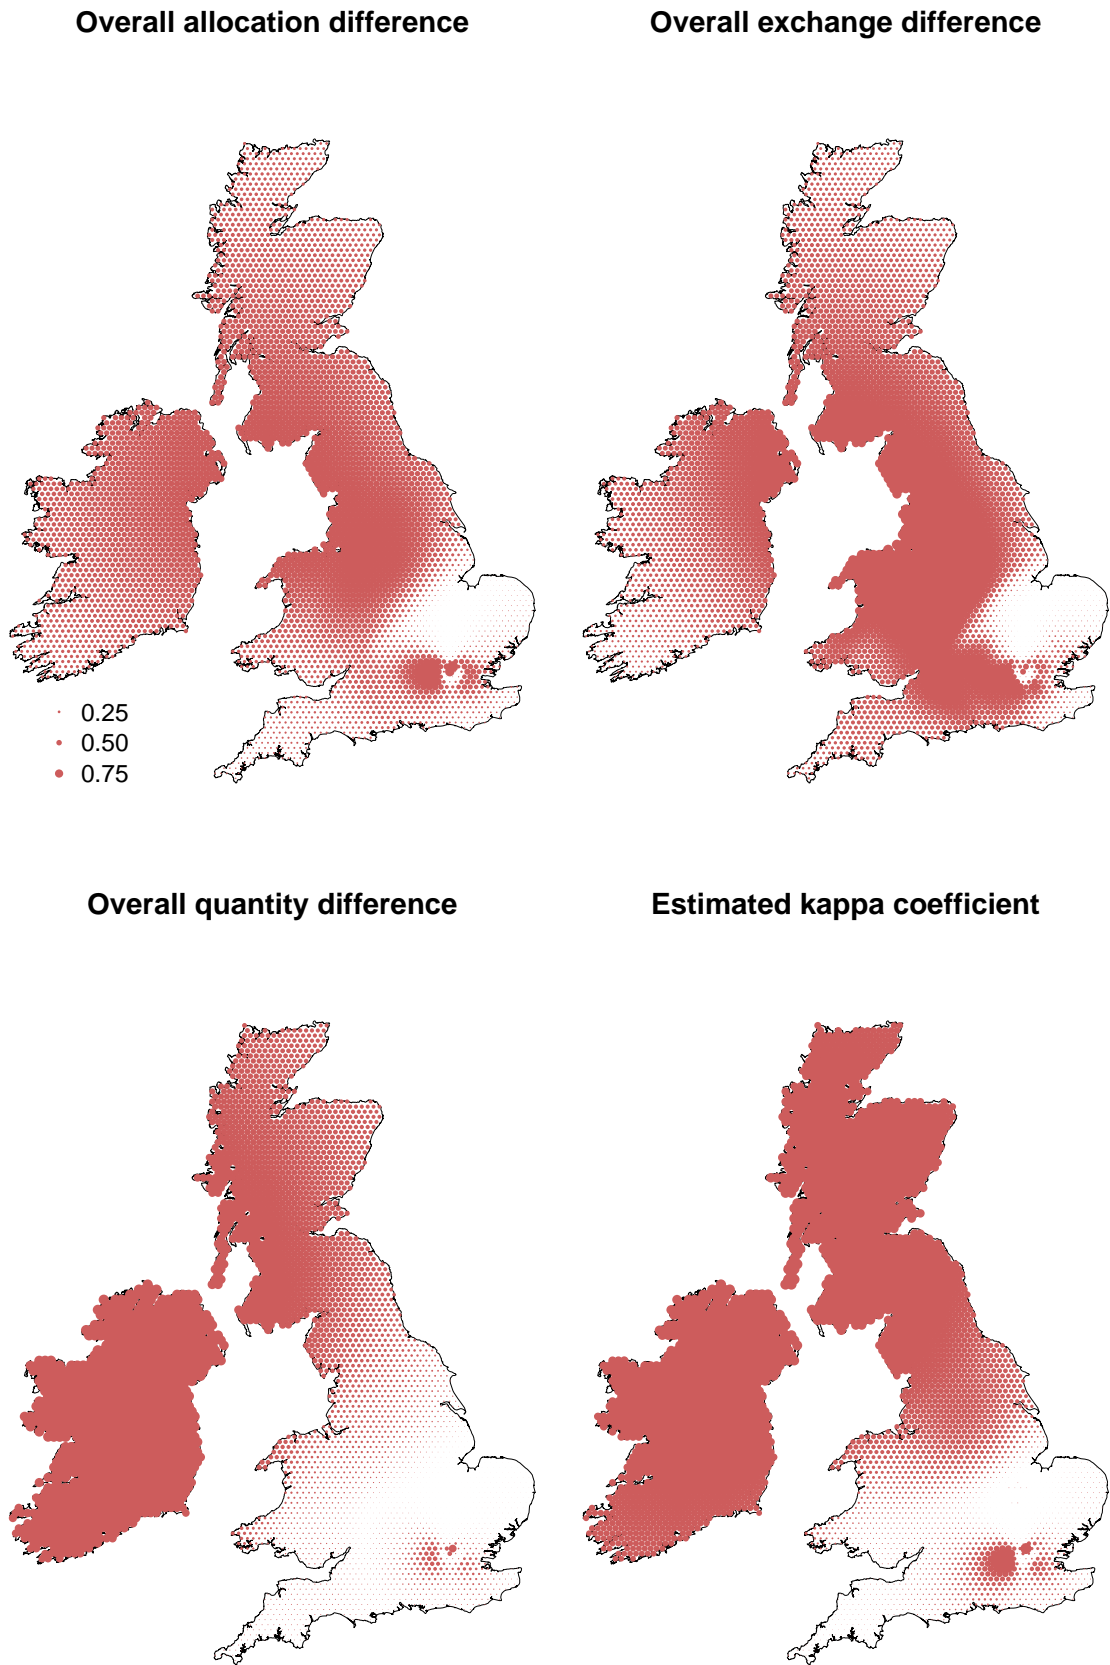 Overall allocation difference
Overall exchange difference
0.25
0.50
0.75
Overall quantity difference
Estimated kappa coefficient